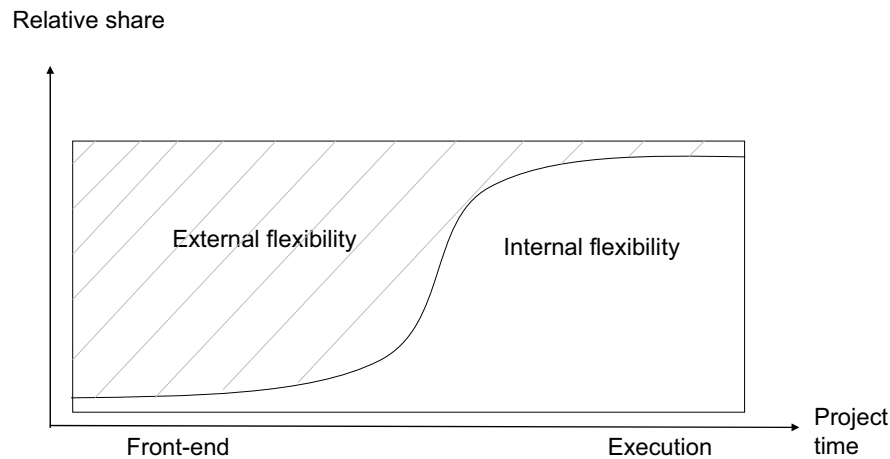 Relative share
External flexibility
Internal flexibility
Project
time
Front-end
Execution